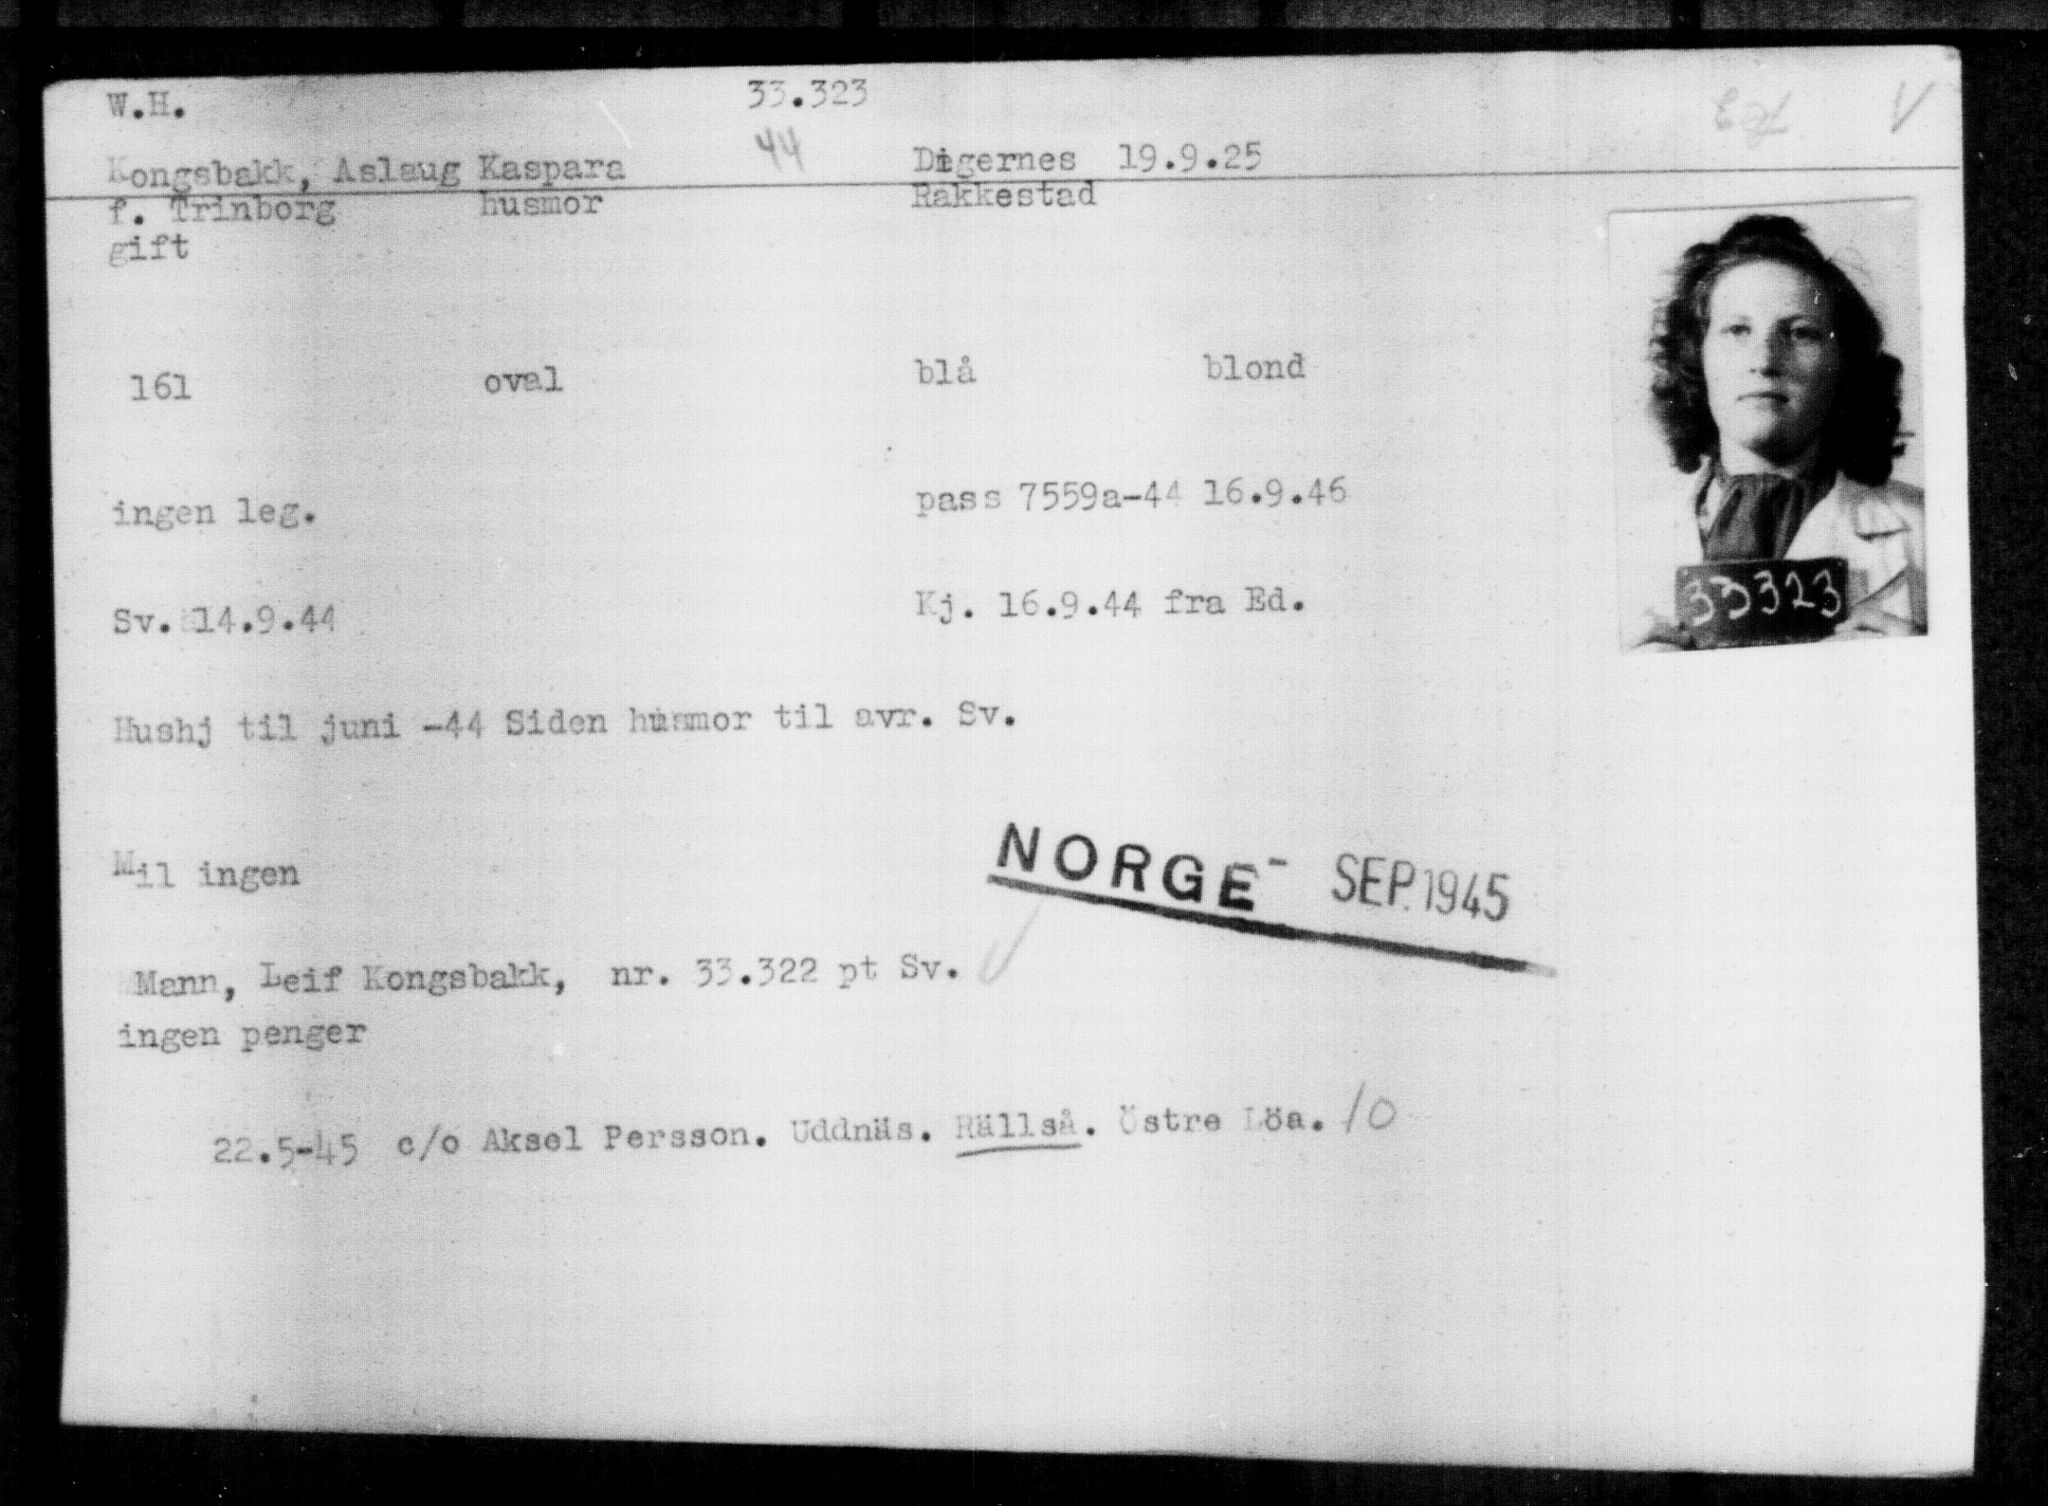 W.H. 33.323
44 V
Kongsbakk, Aslaug Kaspara Digernes 19.9.25
f. Trinborg husmor Rakkestad
gift
161 oval blå blond
ingen leg. pass 7559a-44 16.9.46
33323
Sv. 14.9.44 Kj. 16.9.44 fra Ed.
Hushj til juni -44 Siden husmor til avr. Sv.
Mil ingen
NORGE - SEP. 1945
Mann, Leif Kongsbakk, nr. 33.322 pt Sv. V
ingen penger
22.5-45 c/o Aksel Persson. Uddnäs. Rällså. Östre Löa. 10